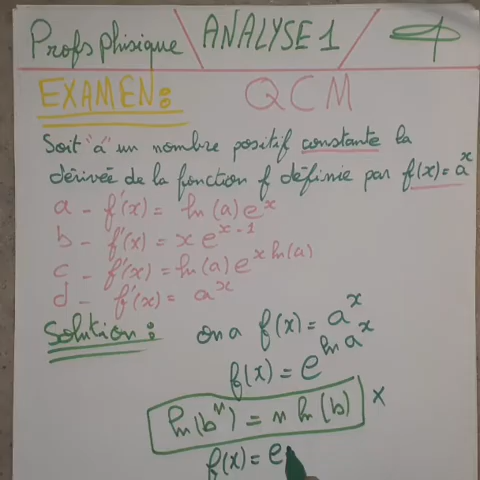 Profs phisique ANALYSE 1
EXAMEN: QCM
Soit "a" un nombre positif constante la
dérivée de la fonction f définie par f(x) = a^x
a - f'(x) = ln(a) e^x
b - f'(x) = x e^{x-1}
c - f'(x) = ln(a) e^{x ln(a)}
d - f'(x) = a^x
Solution: on a f(x) = a^x
f(x) = e^{ln a^x}
ln(b^n) = n ln(b) x
f(x) = e